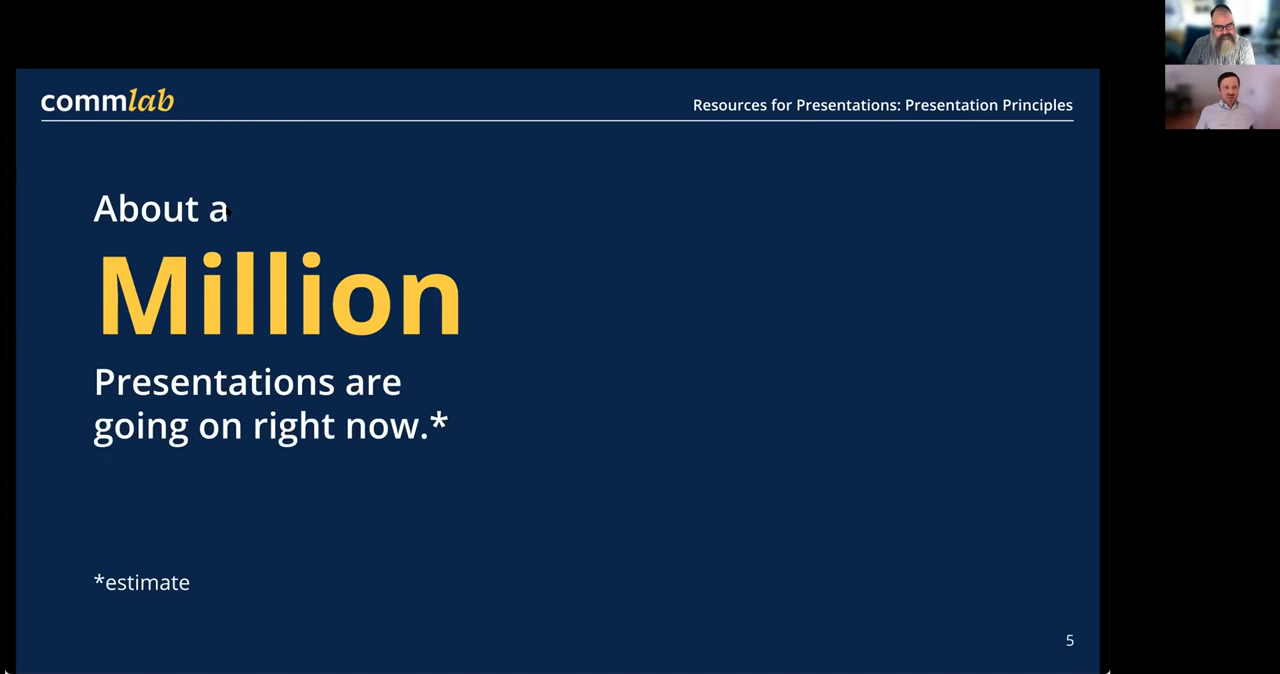 commlab
Resources for Presentations: Presentation Principles
About a
Million
Presentations are
going on right now.*
*estimate
5